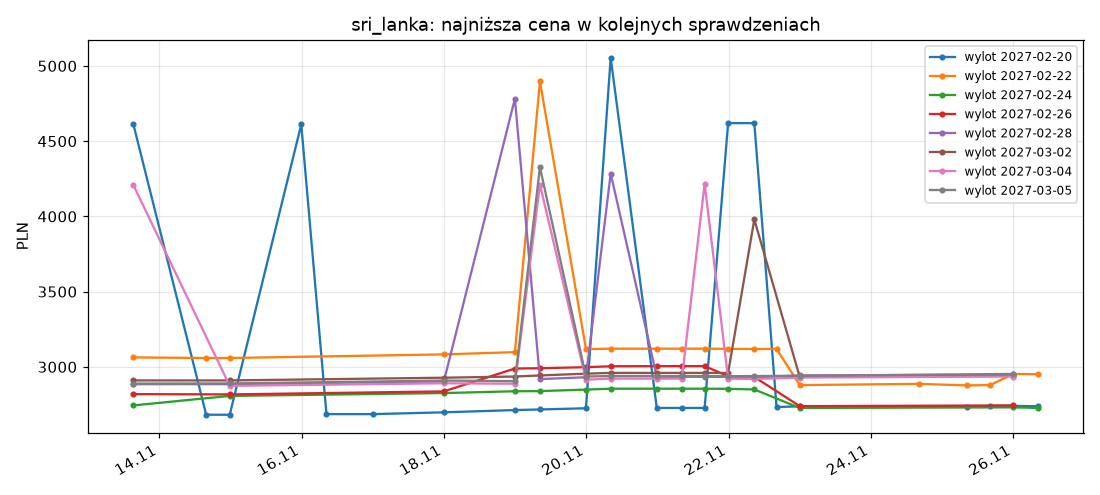 sri_lanka: najniższa cena w kolejnych sprawdzeniach
PLN
5000
4500
4000
3500
3000
14.11
16.11
18.11
20.11
22.11
24.11
26.11
wylot 2027-02-20
wylot 2027-02-22
wylot 2027-02-24
wylot 2027-02-26
wylot 2027-02-28
wylot 2027-03-02
wylot 2027-03-04
wylot 2027-03-05